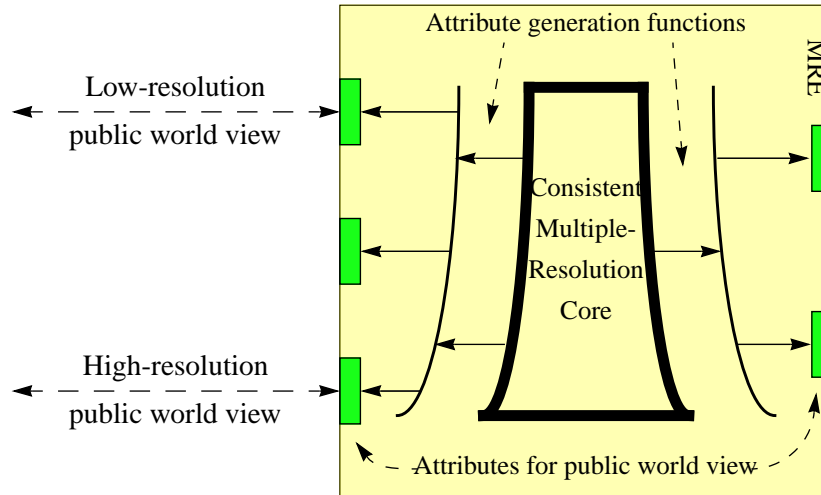 Attribute generation functions
MRE
Low-resolution
public world view
Consistent
Multiple-
Resolution
Core
High-resolution
public world view
Attributes for public world view